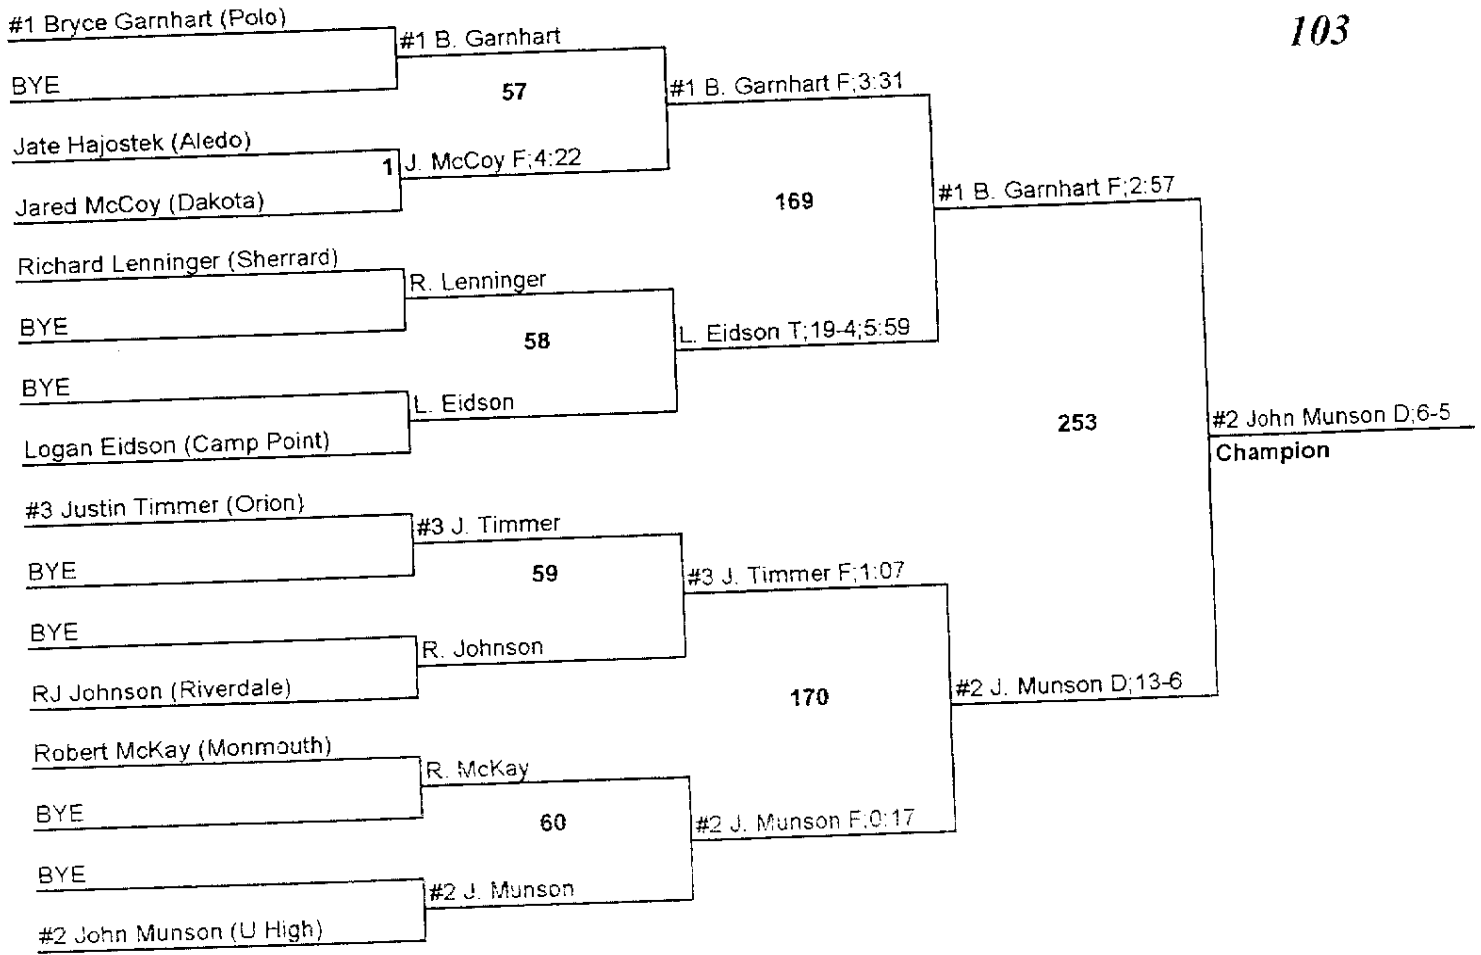 103
#1 Bryce Garnhart (Polo)
BYE
Jate Hajostek (Aledo)
Jared McCoy (Dakota)
Richard Lenninger (Sherrard)
BYE
BYE
Logan Eidson (Camp Point)
#3 Justin Timmer (Orion)
BYE
BYE
RJ Johnson (Riverdale)
Robert McKay (Monmouth)
BYE
BYE
#2 John Munson (U High)
#1 B. Garnhart
57
1
J. McCoy F;4:22
R. Lenninger
58
L. Eidson
#3 J. Timmer
59
R. Johnson
R. McKay
60
#2 J. Munson
#1 B. Garnhart F;3:31
169
L. Eidson T;19-4;5:59
#3 J. Timmer F;1:07
170
#2 J. Munson F;0:17
#1 B. Garnhart F;2:57
253
#2 J. Munson D;13-6
#2 John Munson D;6-5
Champion